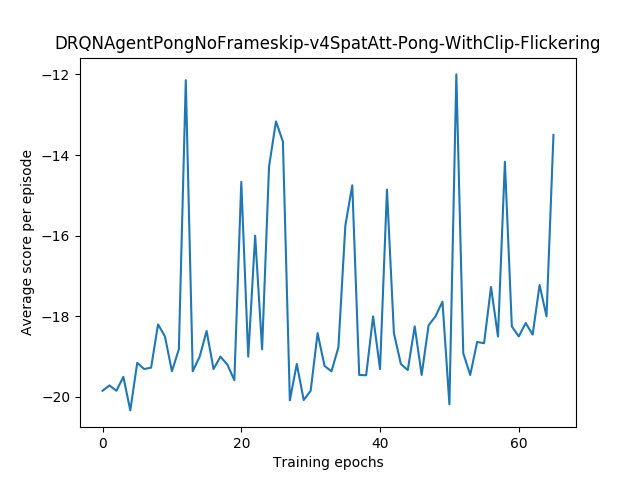 DRQNAgentPongNoFrameskip-v4SpatAtt-Pong-WithClip-Flickering
−12
−14
−16
−18
−20
Average score per episode
0 20 40 60
Training epochs